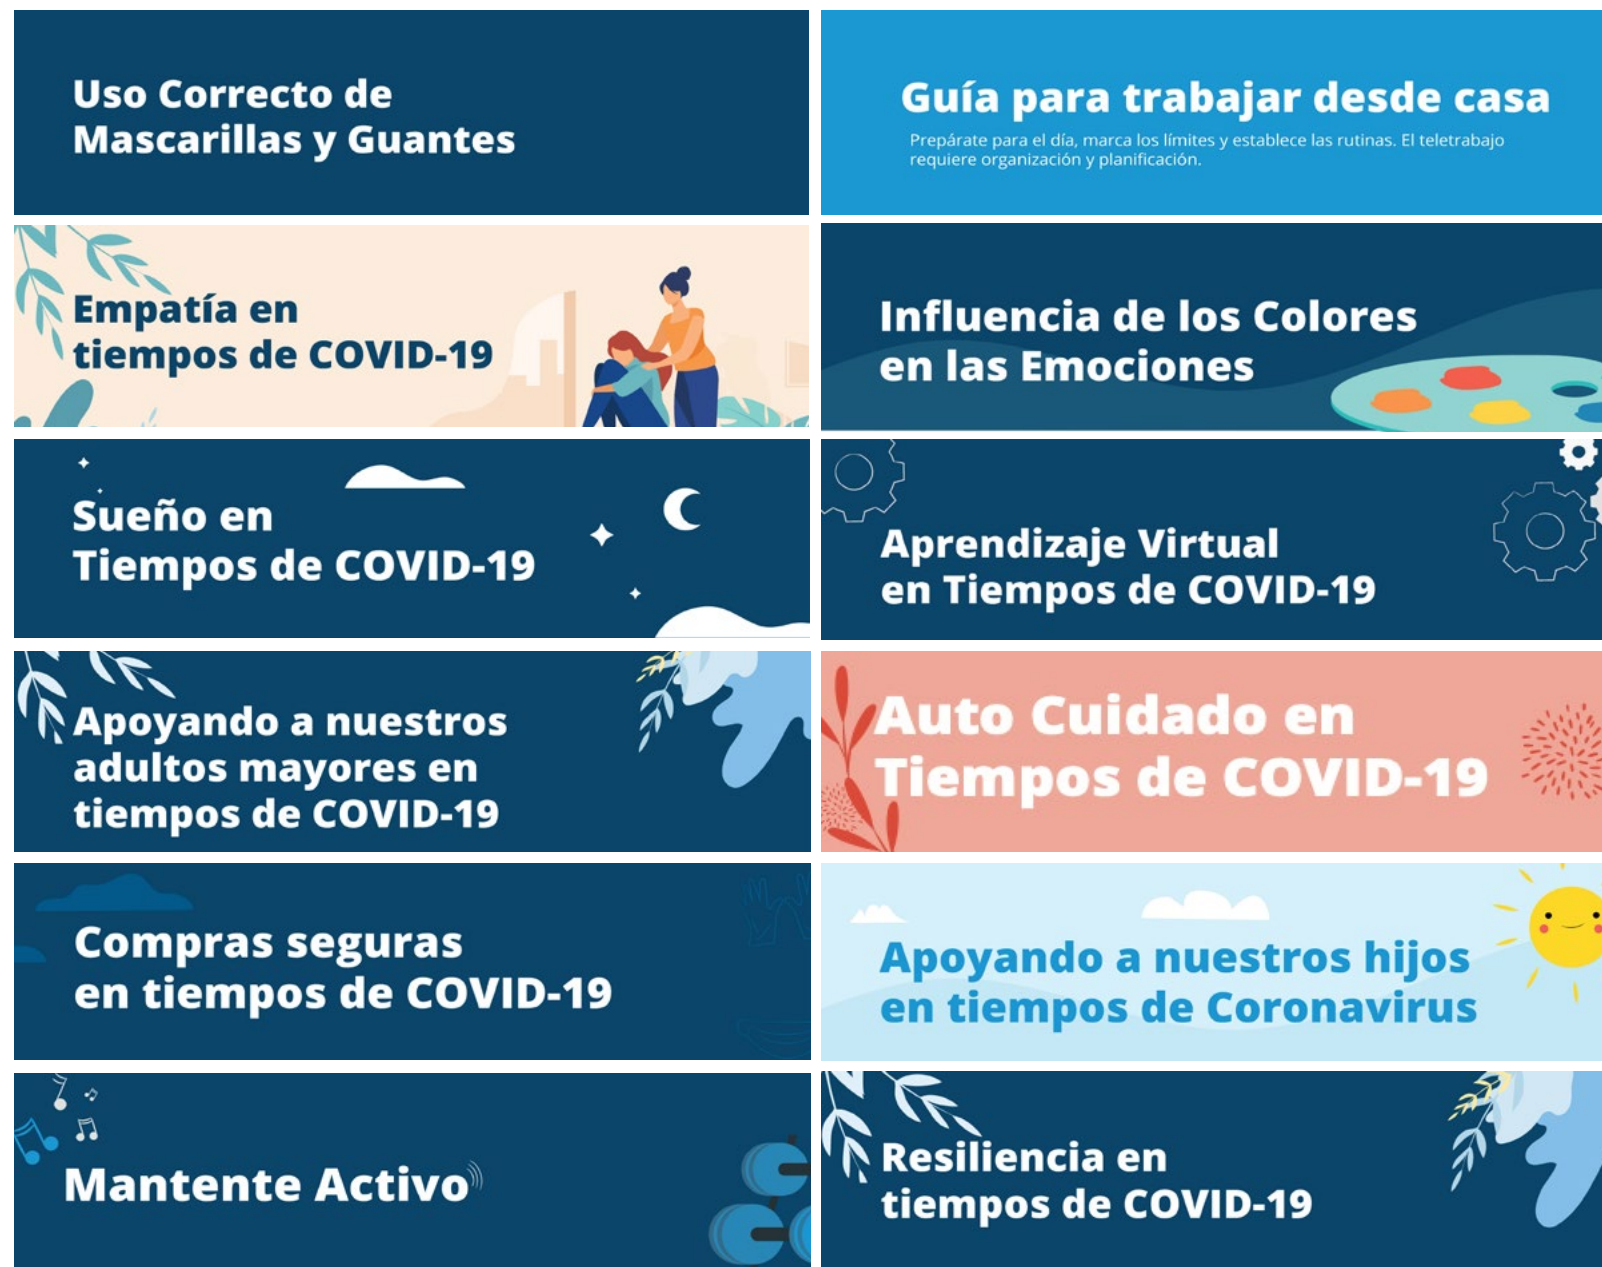 Uso Correcto de
Mascarillas y Guantes
Guía para trabajar desde casa
Prepárate para el día, marca los límites y establece las rutinas. El teletrabajo
requiere organización y planificación.
Empatía en
tiempos de COVID-19
Influencia de los Colores
en las Emociones
Sueño en
Tiempos de COVID-19
Aprendizaje Virtual
en Tiempos de COVID-19
Apoyando a nuestros
adultos mayores en
tiempos de COVID-19
Auto Cuidado en
Tiempos de COVID-19
Compras seguras
en tiempos de COVID-19
Apoyando a nuestros hijos
en tiempos de Coronavirus
Mantente Activo
Resiliencia en
tiempos de COVID-19